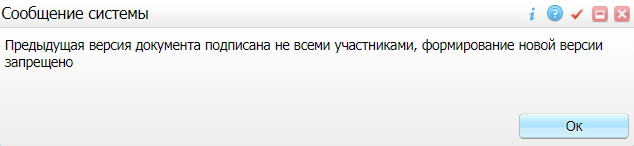 Сообщение системы
Предыдущая версия документа подписана не всеми участниками, формирование новой версии
запрещено
Ок